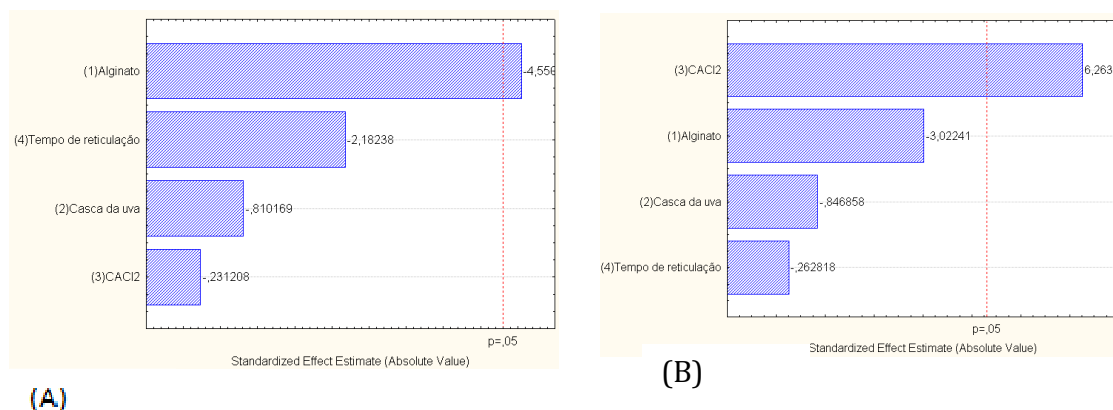 (1)Alginato
-4,556
(4)Tempo de reticulação
-2,18238
(2)Casca da uva
-,810169
(3)CACl2
-,231208
p=,05
Standardized Effect Estimate (Absolute Value)
(A)
(3)CACl2
6,263
(1)Alginato
-3,02241
(2)Casca da uva
-,846858
(4)Tempo de reticulação
-,262818
p=,05
Standardized Effect Estimate (Absolute Value)
(B)